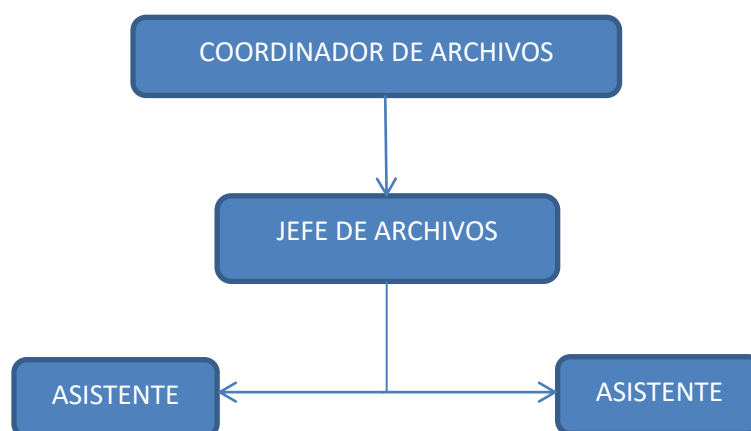 COORDINADOR DE ARCHIVOS
JEFE DE ARCHIVOS
ASISTENTE
ASISTENTE